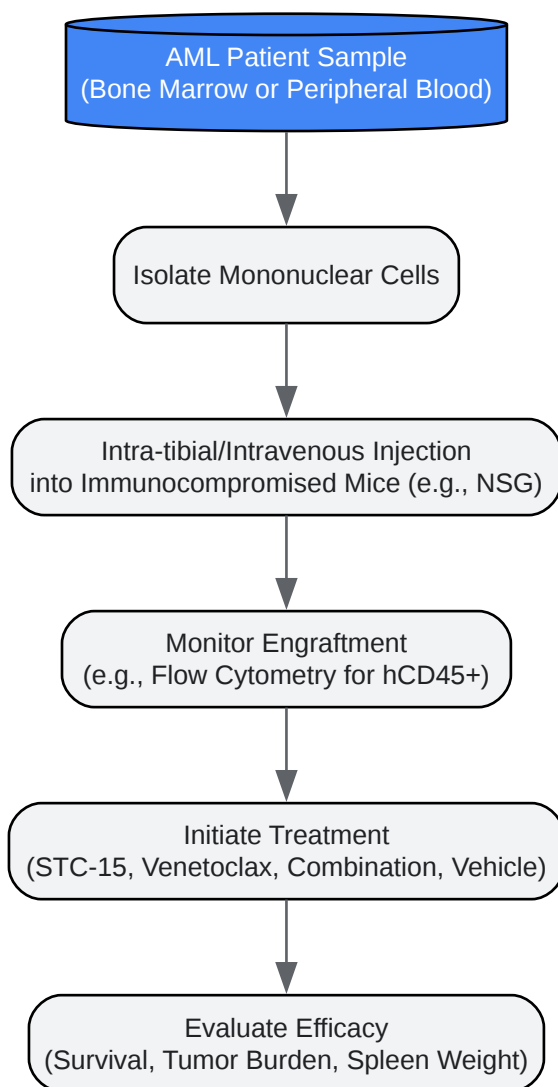 AML Patient Sample
(Bone Marrow or Peripheral Blood)
Isolate Mononuclear Cells
Intra-tibial/Intravenous Injection
into Immunocompromised Mice (e.g., NSG)
Monitor Engraftment
(e.g., Flow Cytometry for hCD45+)
Initiate Treatment
(STC-15, Venetoclax, Combination, Vehicle)
Evaluate Efficacy
(Survival, Tumor Burden, Spleen Weight)